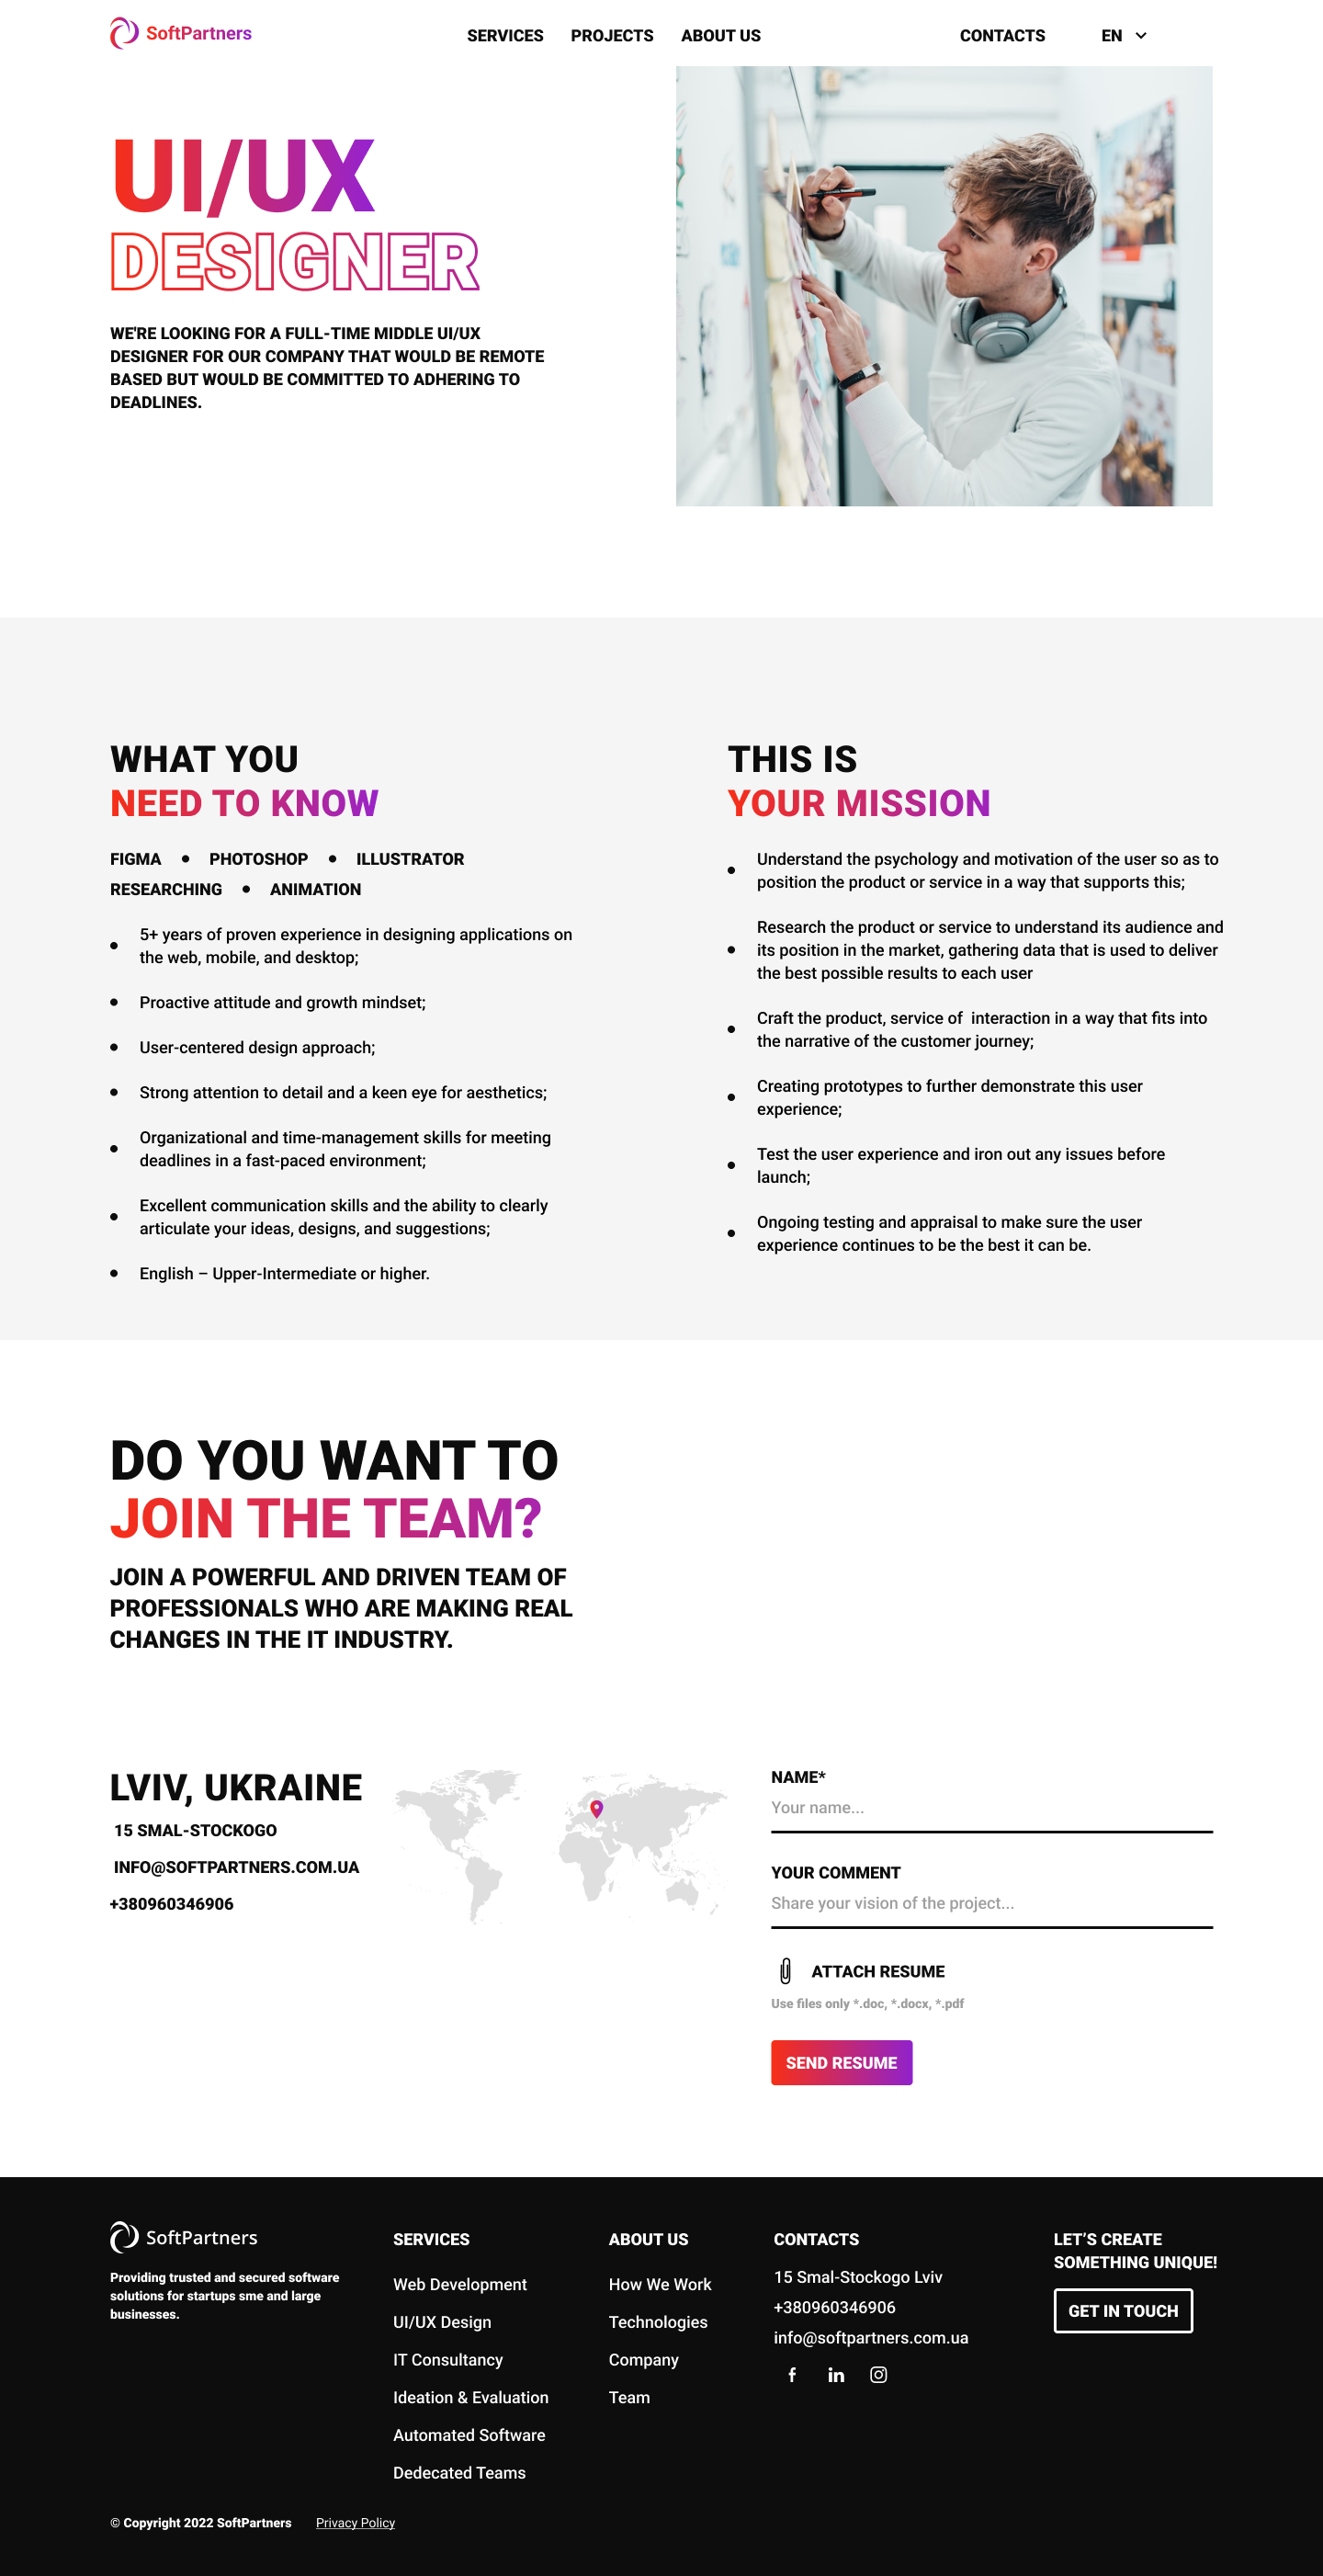 SoftPartners
SERVICES PROJECTS ABOUT US CONTACTS EN
UI/UX
DESIGNER
WE'RE LOOKING FOR A FULL-TIME MIDDLE UI/UX
DESIGNER FOR OUR COMPANY THAT WOULD BE REMOTE
BASED BUT WOULD BE COMMITTED TO ADHERING TO
DEADLINES.
WHAT YOU
NEED TO KNOW
FIGMA • PHOTOSHOP • ILLUSTRATOR
RESEARCHING • ANIMATION
• 5+ years of proven experience in designing applications on
the web, mobile, and desktop;
• Proactive attitude and growth mindset;
• User-centered design approach;
• Strong attention to detail and a keen eye for aesthetics;
• Organizational and time-management skills for meeting
deadlines in a fast-paced environment;
• Excellent communication skills and the ability to clearly
articulate your ideas, designs, and suggestions;
• English – Upper-Intermediate or higher.
THIS IS
YOUR MISSION
• Understand the psychology and motivation of the user so as to
position the product or service in a way that supports this;
• Research the product or service to understand its audience and
its position in the market, gathering data that is used to deliver
the best possible results to each user
• Craft the product, service of  interaction in a way that fits into
the narrative of the customer journey;
• Creating prototypes to further demonstrate this user
experience;
• Test the user experience and iron out any issues before
launch;
• Ongoing testing and appraisal to make sure the user
experience continues to be the best it can be.
DO YOU WANT TO
JOIN THE TEAM?
JOIN A POWERFUL AND DRIVEN TEAM OF
PROFESSIONALS WHO ARE MAKING REAL
CHANGES IN THE IT INDUSTRY.
LVIV, UKRAINE
15 SMAL-STOCKOGO
INFO@SOFTPARTNERS.COM.UA
+380960346906
NAME*
Your name...
YOUR COMMENT
Share your vision of the project...
ATTACH RESUME
Use files only *.doc, *.docx, *.pdf
SEND RESUME
SoftPartners
Providing trusted and secured software
solutions for startups sme and large
businesses.
SERVICES
Web Development
UI/UX Design
IT Consultancy
Ideation & Evaluation
Automated Software
Dedecated Teams
ABOUT US
How We Work
Technologies
Company
Team
CONTACTS
15 Smal-Stockogo Lviv
+380960346906
info@softpartners.com.ua
LET’S CREATE
SOMETHING UNIQUE!
GET IN TOUCH
© Copyright 2022 SoftPartners Privacy Policy